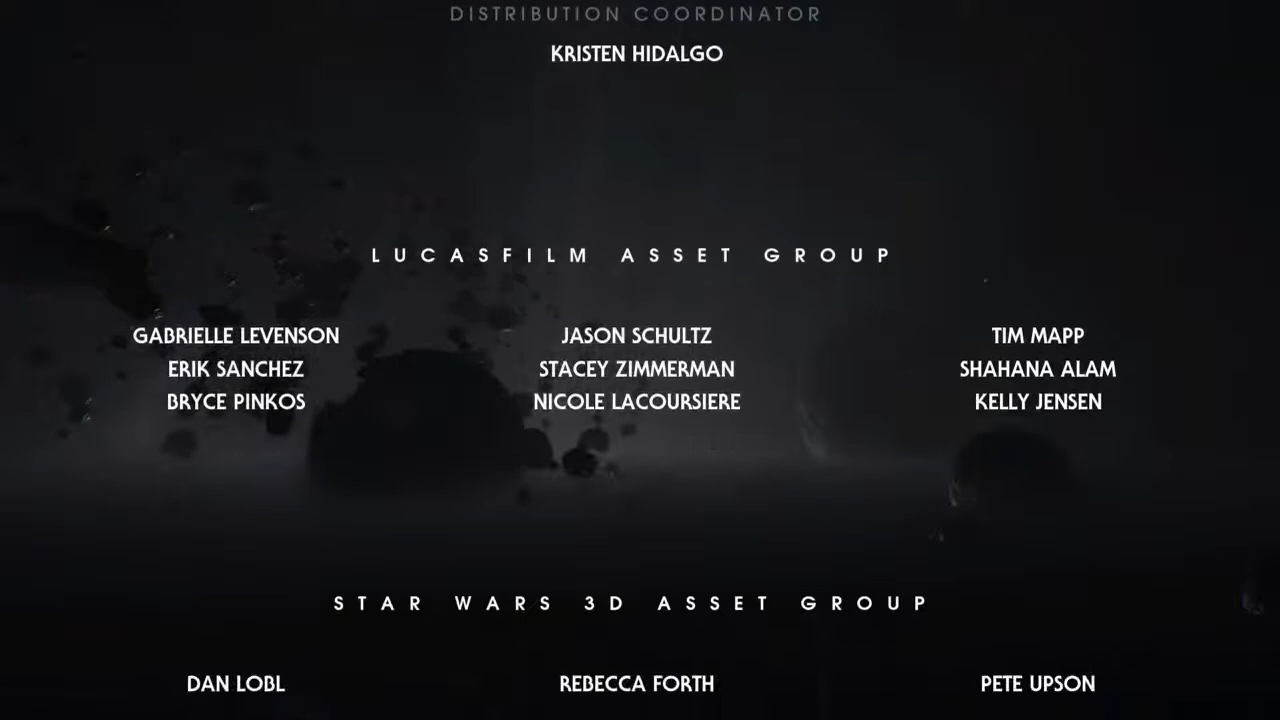 DISTRIBUTION COORDINATOR
KRISTEN HIDALGO
LUCASFILM ASSET GROUP
GABRIELLE LEVENSON JASON SCHULTZ TIM MAPP
ERIK SANCHEZ STACEY ZIMMERMAN SHAHANA ALAM
BRYCE PINKOS NICOLE LACOURSIERE KELLY JENSEN
STAR WARS 3D ASSET GROUP
DAN LOBL REBECCA FORTH PETE UPSON